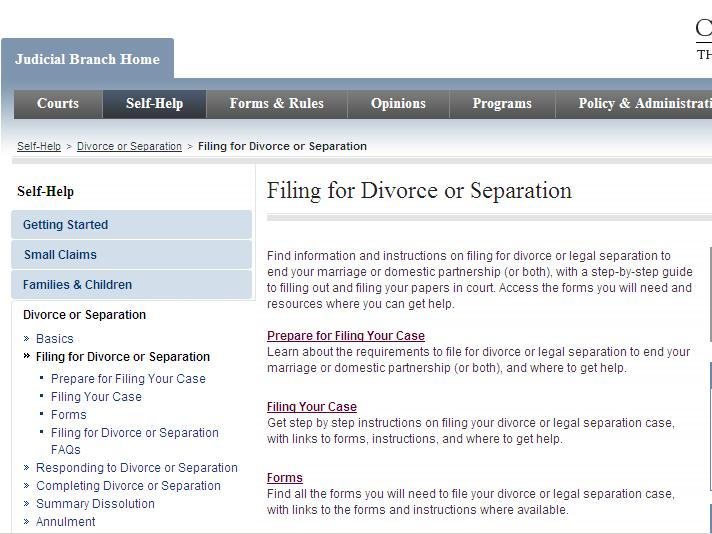 C
TH
Judicial Branch Home
Courts Self-Help Forms & Rules Opinions Programs Policy & Administrati
Self-Help > Divorce or Separation > Filing for Divorce or Separation
Self-Help
Getting Started
Small Claims
Families & Children
Divorce or Separation
» Basics
» Filing for Divorce or Separation
▪ Prepare for Filing Your Case
▪ Filing Your Case
▪ Forms
▪ Filing for Divorce or Separation
FAQs
» Responding to Divorce or Separation
» Completing Divorce or Separation
» Summary Dissolution
» Annulment
Filing for Divorce or Separation
Find information and instructions on filing for divorce or legal separation to
end your marriage or domestic partnership (or both), with a step-by-step guide
to filling out and filing your papers in court. Access the forms you will need and
resources where you can get help.
Prepare for Filing Your Case
Learn about the requirements to file for divorce or legal separation to end your
marriage or domestic partnership (or both), and where to get help.
Filing Your Case
Get step by step instructions on filing your divorce or legal separation case,
with links to forms, instructions, and where to get help.
Forms
Find all the forms you will need to file your divorce or legal separation case,
with links to the forms and instructions where available.